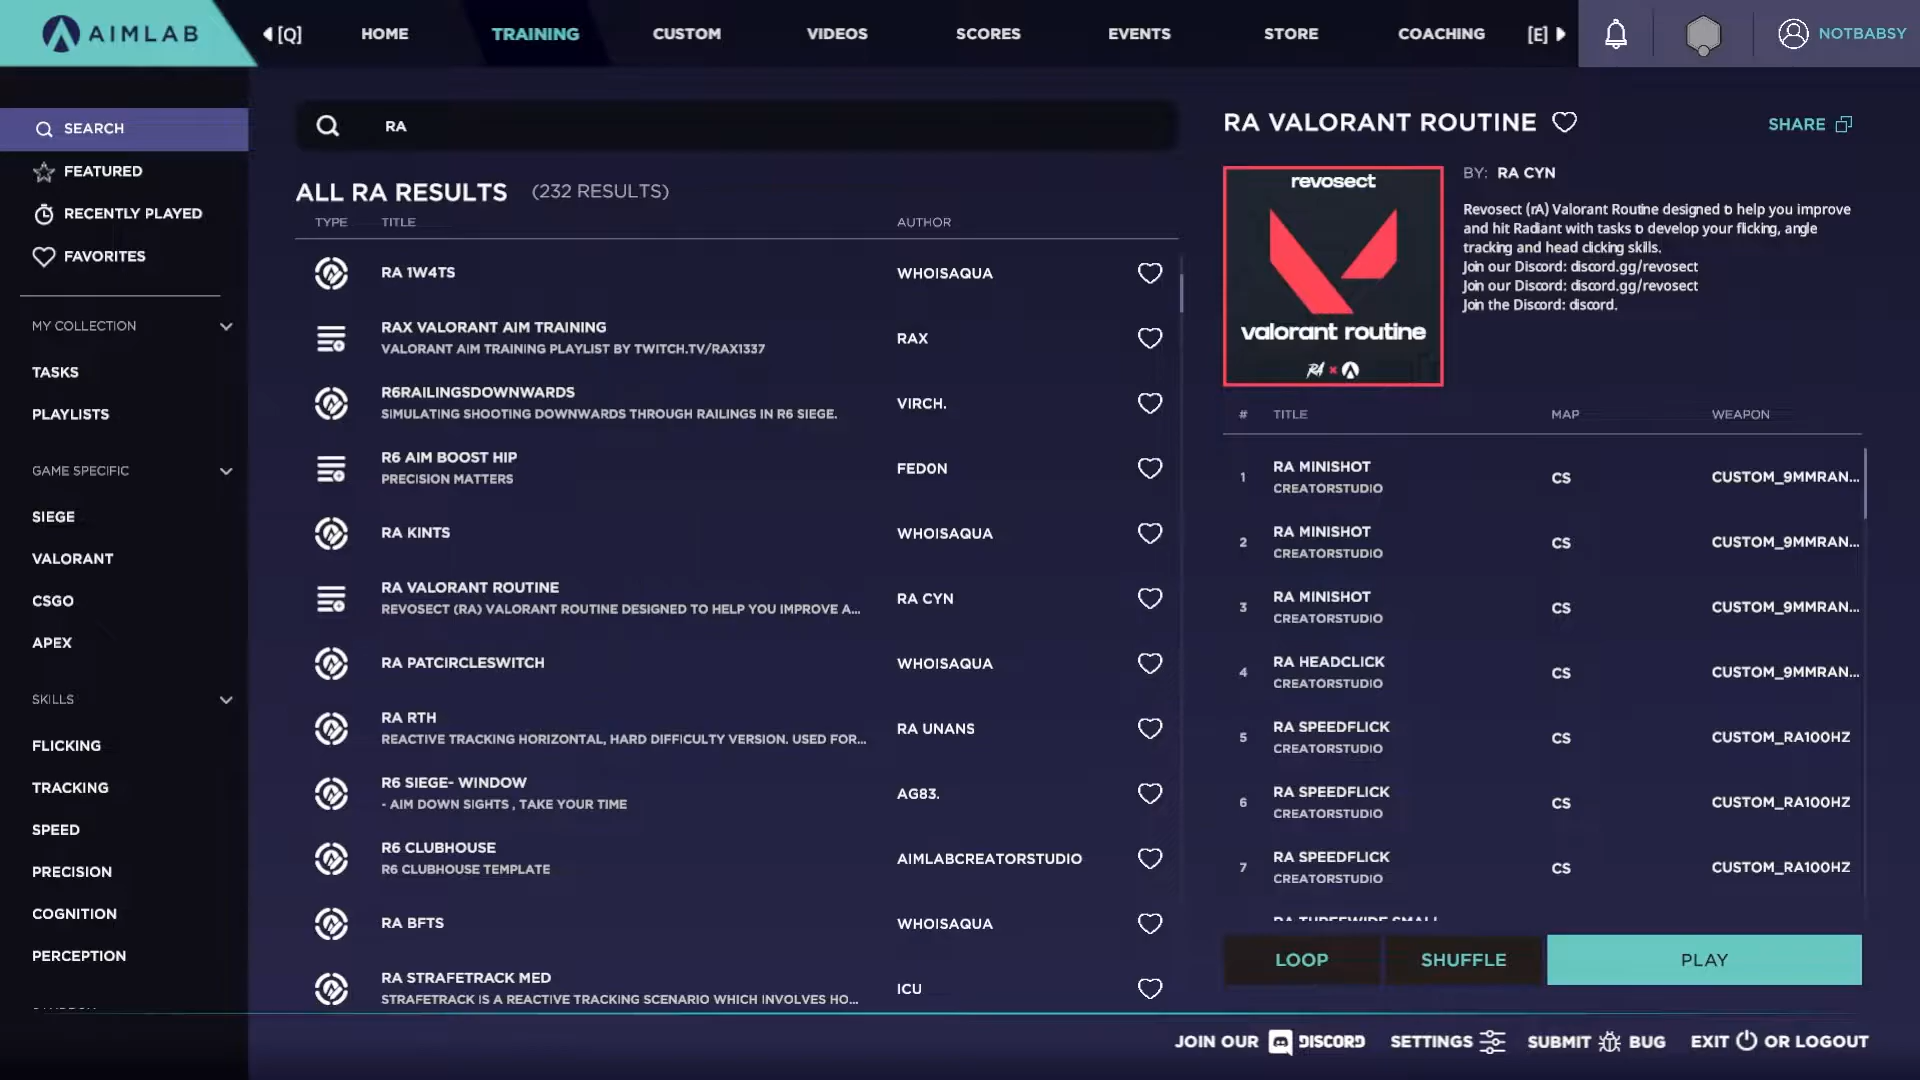 AIMLAB
[Q]
HOME
TRAINING
CUSTOM
VIDEOS
SCORES
EVENTS
STORE
COACHING
[E]
NOTBABSY
SEARCH
FEATURED
RECENTLY PLAYED
FAVORITES
MY COLLECTION
TASKS
PLAYLISTS
GAME SPECIFIC
SIEGE
VALORANT
CSGO
APEX
SKILLS
FLICKING
TRACKING
SPEED
PRECISION
COGNITION
PERCEPTION
RA
ALL RA RESULTS (232 RESULTS)
TYPE TITLE AUTHOR
RA 1W4TS WHOISAQUA
RAX VALORANT AIM TRAINING
VALORANT AIM TRAINING PLAYLIST BY TWITCH.TV/RAX1337
RAX
R6RAILINGSDOWNWARDS
SIMULATING SHOOTING DOWNWARDS THROUGH RAILINGS IN R6 SIEGE.
VIRCH.
R6 AIM BOOST HIP
PRECISION MATTERS
FED0N
RA KINTS WHOISAQUA
RA VALORANT ROUTINE
REVOSECT (RA) VALORANT ROUTINE DESIGNED TO HELP YOU IMPROVE A...
RA CYN
RA PATCIRCLESWITCH WHOISAQUA
RA RTH
REACTIVE TRACKING HORIZONTAL, HARD DIFFICULTY VERSION. USED FOR...
RA UNANS
R6 SIEGE- WINDOW
- AIM DOWN SIGHTS , TAKE YOUR TIME
AG83.
R6 CLUBHOUSE
R6 CLUBHOUSE TEMPLATE
AIMLABCREATORSTUDIO
RA BFTS WHOISAQUA
RA STRAFETRACK MED
STRAFETRACK IS A REACTIVE TRACKING SCENARIO WHICH INVOLVES HO...
ICU
RA VALORANT ROUTINE
SHARE
revosect
valorant routine
RA × 
BY: RA CYN
Revosect (rA) Valorant Routine designed to help you improve
and hit Radiant with tasks to develop your flicking, angle
tracking and head clicking skills.
Join our Discord: discord.gg/revosect
Join our Discord: discord.gg/revosect
Join the Discord: discord.
# TITLE MAP WEAPON
1 RA MINISHOT CS CUSTOM_9MMRAN...
CREATORSTUDIO
2 RA MINISHOT CS CUSTOM_9MMRAN...
CREATORSTUDIO
3 RA MINISHOT CS CUSTOM_9MMRAN...
CREATORSTUDIO
4 RA HEADCLICK CS CUSTOM_9MMRAN...
CREATORSTUDIO
5 RA SPEEDFLICK CS CUSTOM_RA100HZ
CREATORSTUDIO
6 RA SPEEDFLICK CS CUSTOM_RA100HZ
CREATORSTUDIO
7 RA SPEEDFLICK CS CUSTOM_RA100HZ
CREATORSTUDIO
RA THREEWIDE SMALL
LOOP
SHUFFLE
PLAY
JOIN OUR DISCORD
SETTINGS
SUBMIT BUG
EXIT OR LOGOUT